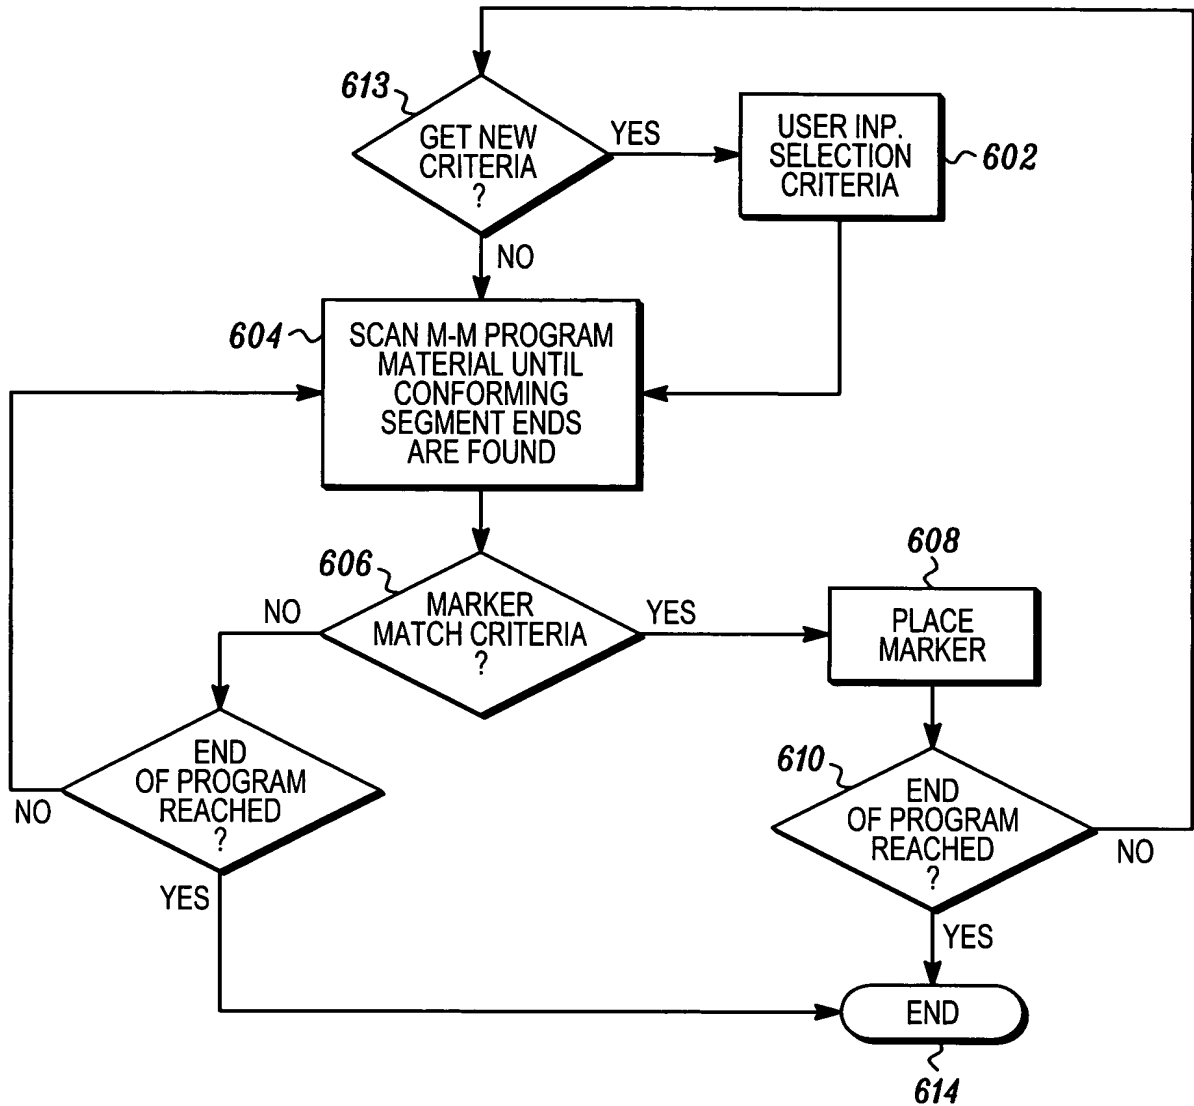 613
GET NEW
CRITERIA
?
YES
USER INP.
SELECTION
CRITERIA
602
NO
604
SCAN M-M PROGRAM
MATERIAL UNTIL
CONFORMING
SEGMENT ENDS
ARE FOUND
606
MARKER
MATCH CRITERIA
?
NO
YES
608
PLACE
MARKER
END
OF PROGRAM
REACHED
?
NO
YES
610
END
OF PROGRAM
REACHED
?
NO
YES
END
614